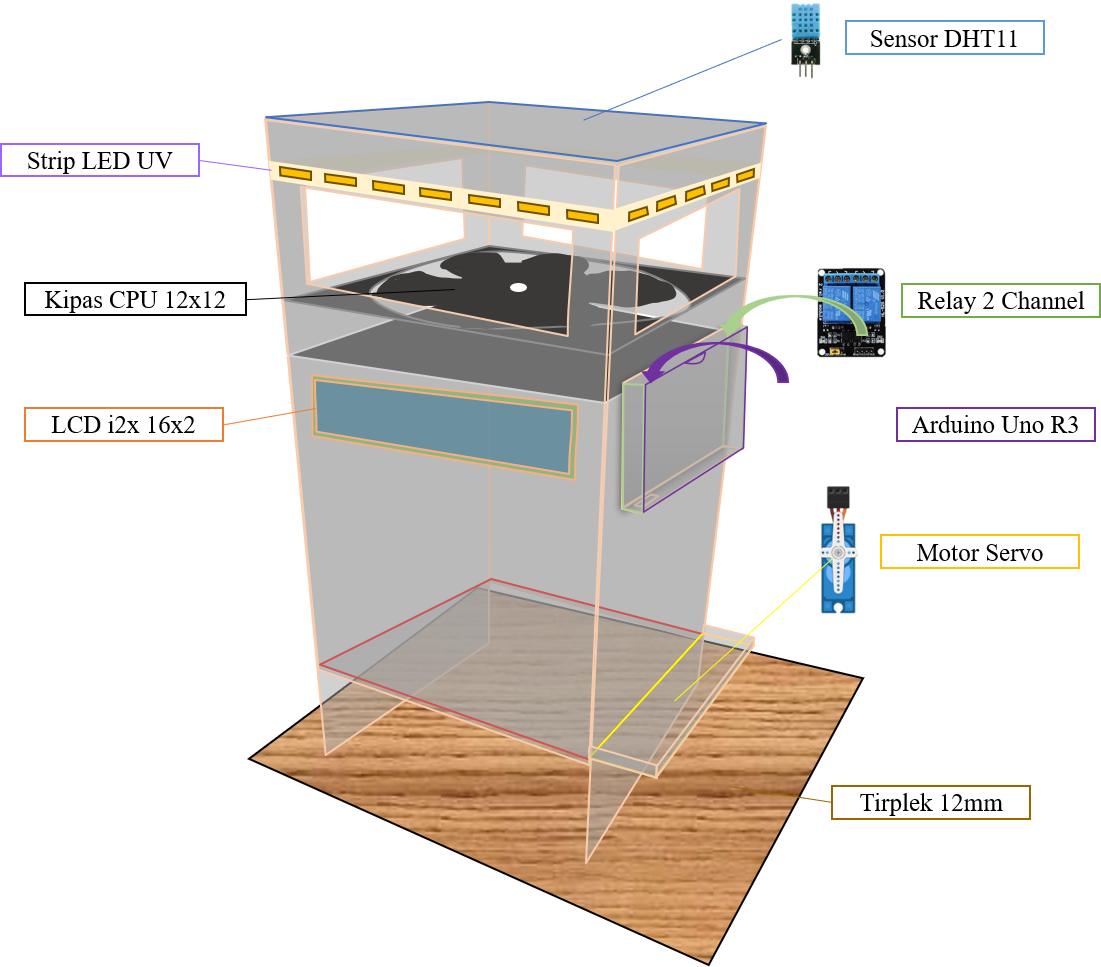 Sensor DHT11
Strip LED UV
Kipas CPU 12x12
Relay 2 Channel
LCD i2x 16x2
Arduino Uno R3
Motor Servo
Tirplek 12mm